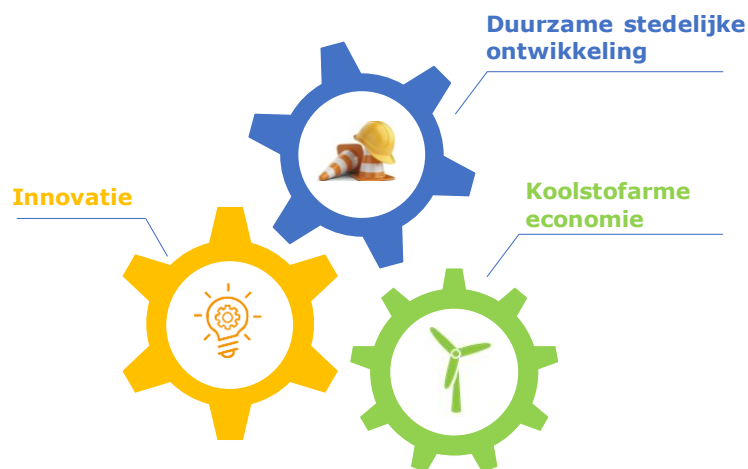 Duurzame stedelijke
ontwikkeling
Innovatie
Koolstofarme
economie